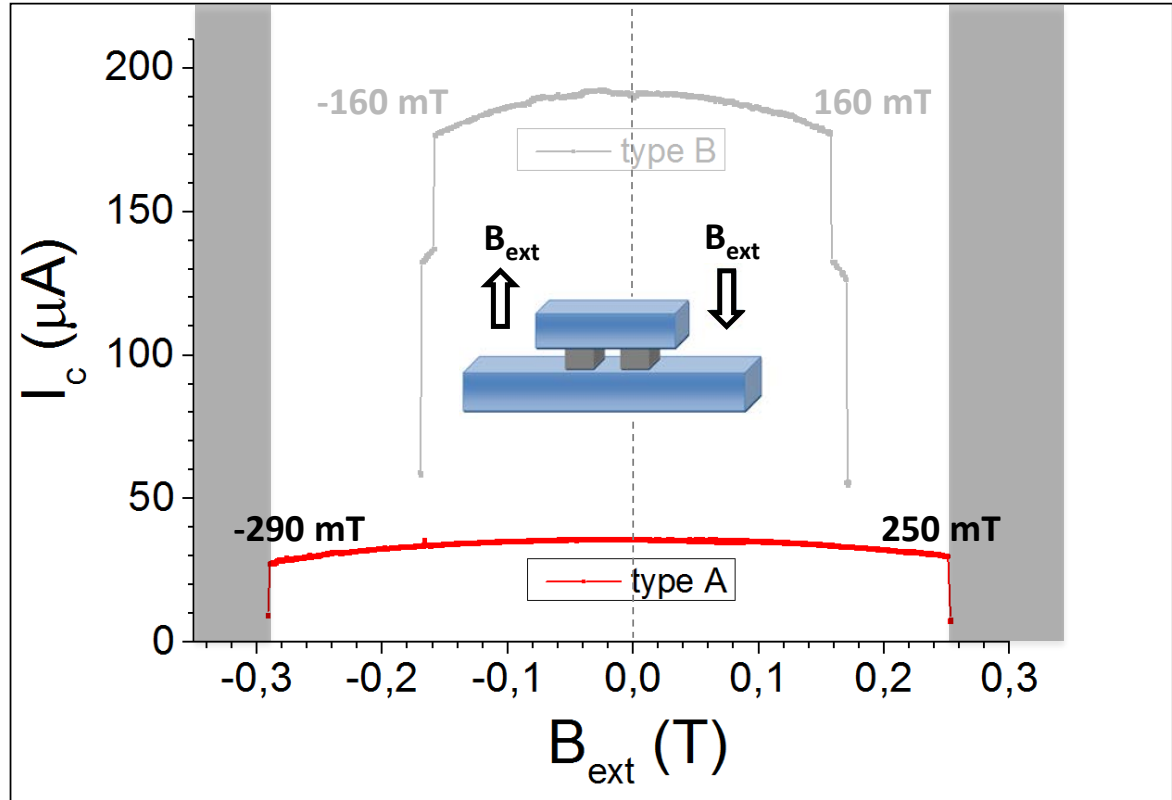 200
150
100
50
0
I_c (μA)
-160 mT
160 mT
type B
B_ext
B_ext
-290 mT
250 mT
type A
-0,3
-0,2
-0,1
0,0
0,1
0,2
0,3
B_ext (T)